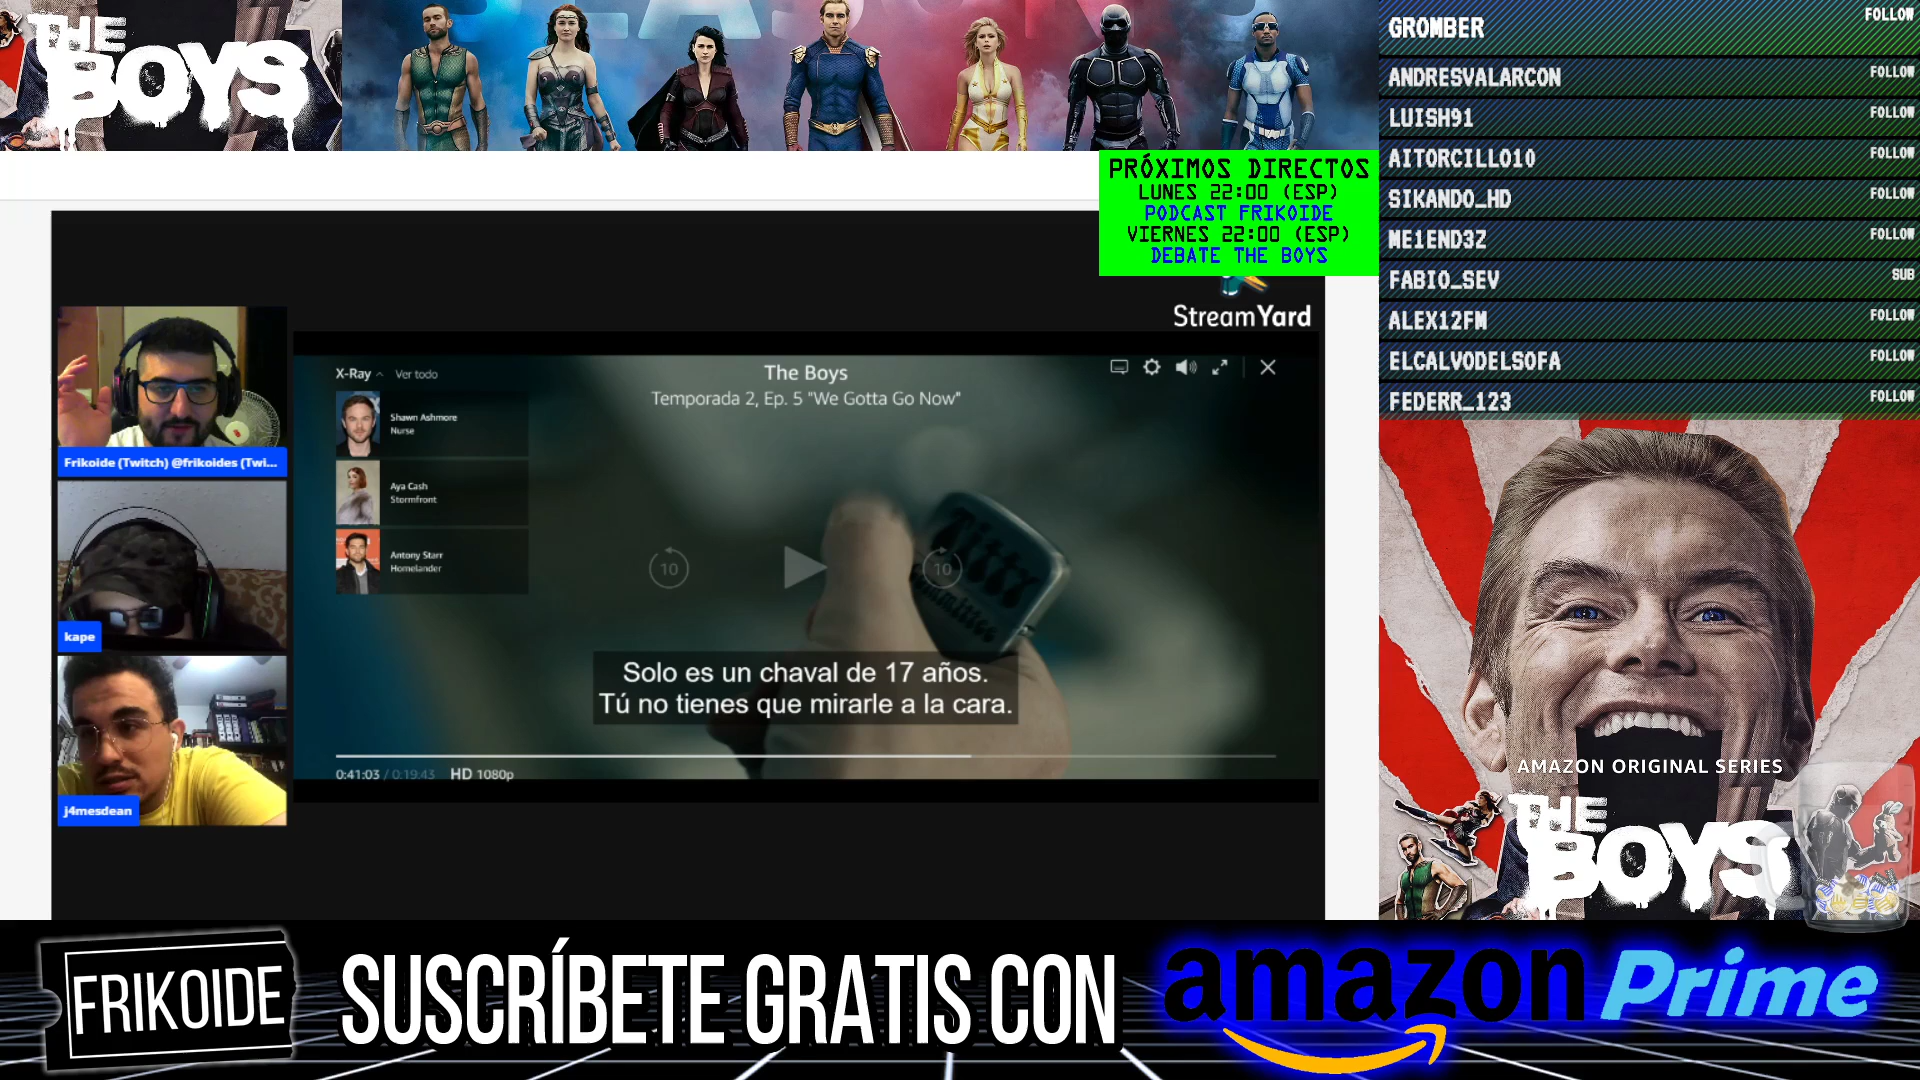 THE
BOYS
SEASON 2
PRÓXIMOS DIRECTOS
LUNES 22:00 (ESP)
PODCAST FRIKOIDE
VIERNES 22:00 (ESP)
DEBATE THE BOYS
StreamYard
GROMBER FOLLOW
ANDRESVALARCON FOLLOW
LUISH91 FOLLOW
AITORCILLO10 FOLLOW
SIKANDO_HD FOLLOW
ME1END3Z FOLLOW
FABIO_SEV SUB
ALEX12FM FOLLOW
ELCALVODELSOFA FOLLOW
FEDERR_123 FOLLOW
Frikoide (Twitch) @frikoides (Twi...
kape
j4mesdean
X-Ray Ver todo
The Boys
Temporada 2, Ep. 5 "We Gotta Go Now"
Shawn Ashmore
Nurse
Aya Cash
Stormfront
Antony Starr
Homelander
10
10
Titty
Solo es un chaval de 17 años.
Tú no tienes que mirarle a la cara.
0:41:03 / 0:19:43 HD 1080p
AMAZON ORIGINAL SERIES
THE
BOYS
FRIKOIDE
SUSCRÍBETE GRATIS CON
amazon Prime